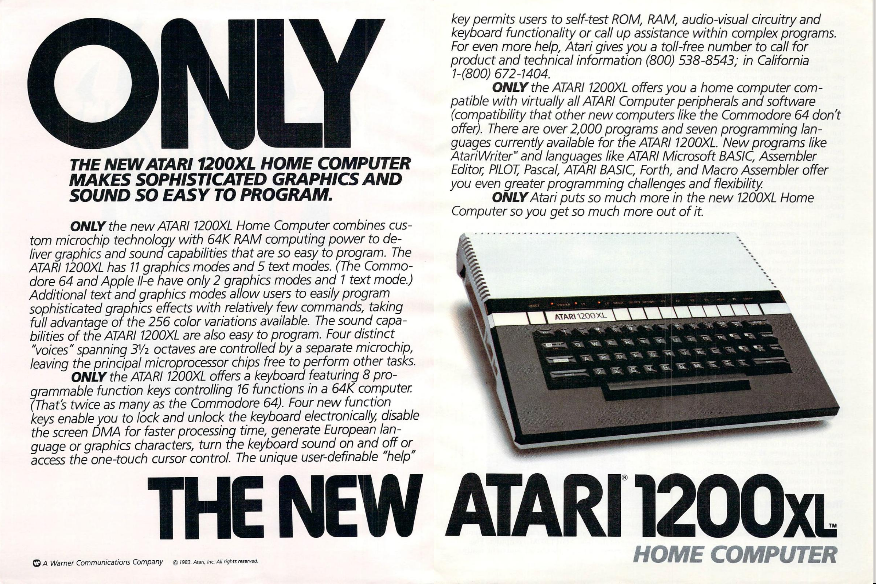 ONLY
THE NEW ATARI 1200XL HOME COMPUTER
MAKES SOPHISTICATED GRAPHICS AND
SOUND SO EASY TO PROGRAM.
ONLY the new ATARI 1200XL Home Computer combines cus-
tom microchip technology with 64K RAM computing power to de-
liver graphics and sound capabilities that are so easy to program. The
ATARI 1200XL has 11 graphics modes and 5 text modes. (The Commo-
dore 64 and Apple II-e have only 2 graphics modes and 1 text mode.)
Additional text and graphics modes allow users to easily program
sophisticated graphics effects with relatively few commands, taking
full advantage of the 256 color variations available. The sound capa-
bilities of the ATARI 1200XL are also easy to program. Four distinct
"voices" spanning 3½ octaves are controlled by a separate microchip,
leaving the principal microprocessor chips free to perform other tasks.
ONLY the ATARI 1200XL offers a keyboard featuring 8 pro-
grammable function keys controlling 16 functions in a 64K computer.
(That's twice as many as the Commodore 64). Four new function
keys enable you to lock and unlock the keyboard electronically, disable
the screen DMA for faster processing time, generate European lan-
guage or graphics characters, turn the keyboard sound on and off or
access the one-touch cursor control. The unique user-definable "help"
key permits users to self-test ROM, RAM, audio-visual circuitry and
keyboard functionality or call up assistance within complex programs.
For even more help, Atari gives you a toll-free number to call for
product and technical information (800) 538-8543; in California
1-(800) 672-1404.
ONLY the ATARI 1200XL offers you a home computer com-
patible with virtually all ATARI Computer peripherals and software
(compatibility that other new computers like the Commodore 64 don't
offer). There are over 2,000 programs and seven programming lan-
guages currently available for the ATARI 1200XL. New programs like
AtariWriter™ and languages like ATARI Microsoft BASIC, Assembler
Editor, PILOT, Pascal, ATARI BASIC, Forth, and Macro Assembler offer
you even greater programming challenges and flexibility.
ONLY Atari puts so much more in the new 1200XL Home
Computer so you get so much more out of it.
ATARI 1200XL
THE NEW ATARI® 1200XL™
HOME COMPUTER
A Warner Communications Company © 1983 Atari, Inc. All rights reserved.